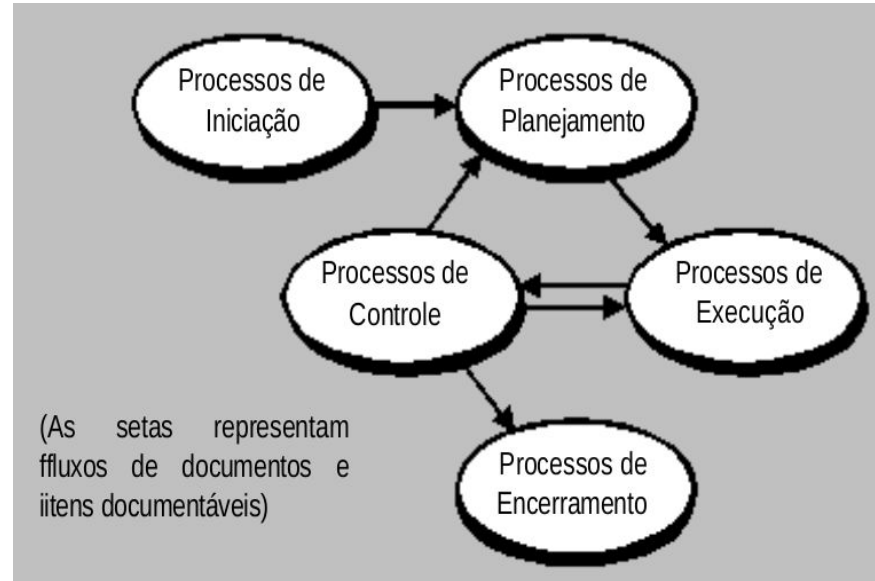 Processos de
Iniciação
Processos de
Planejamento
Processos de
Controle
Processos de
Execução
(As setas representam
ffluxos de documentos e
iitens documentáveis)
Processos de
Encerramento